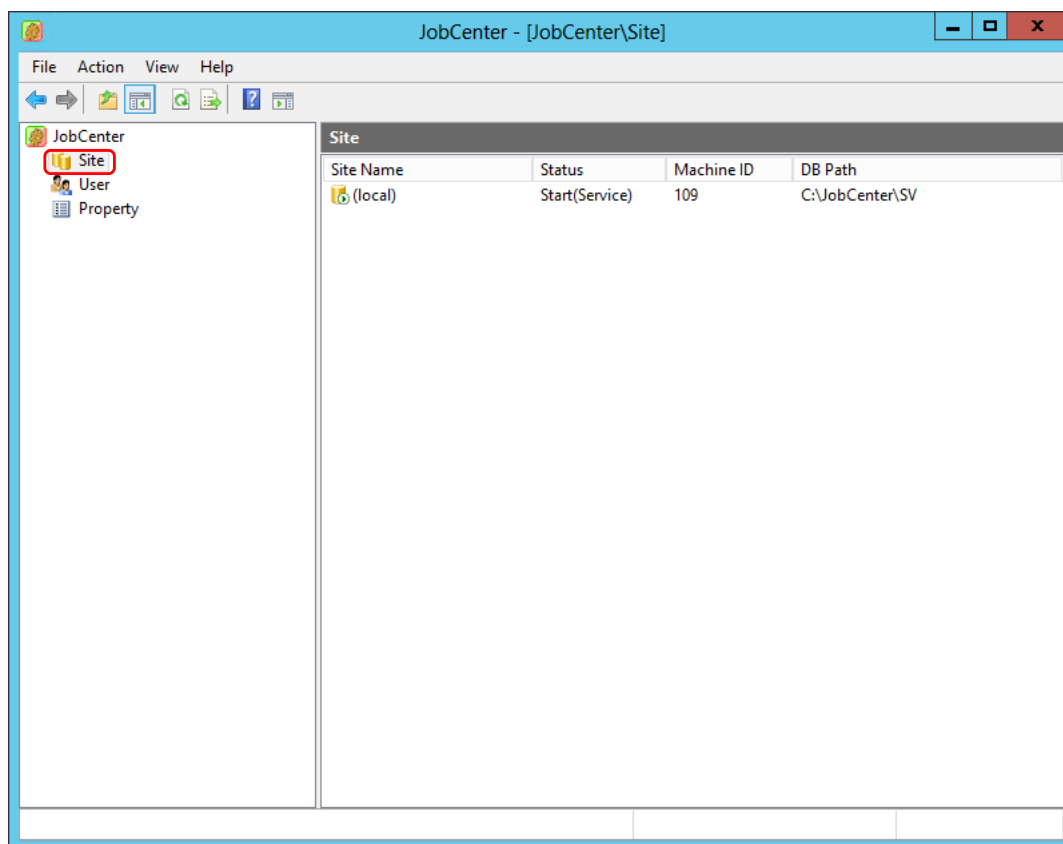 JobCenter - [JobCenter\Site]
File Action View Help
JobCenter
Site
User
Property
Site
Site Name Status Machine ID DB Path
(local) Start(Service) 109 C:\JobCenter\SV